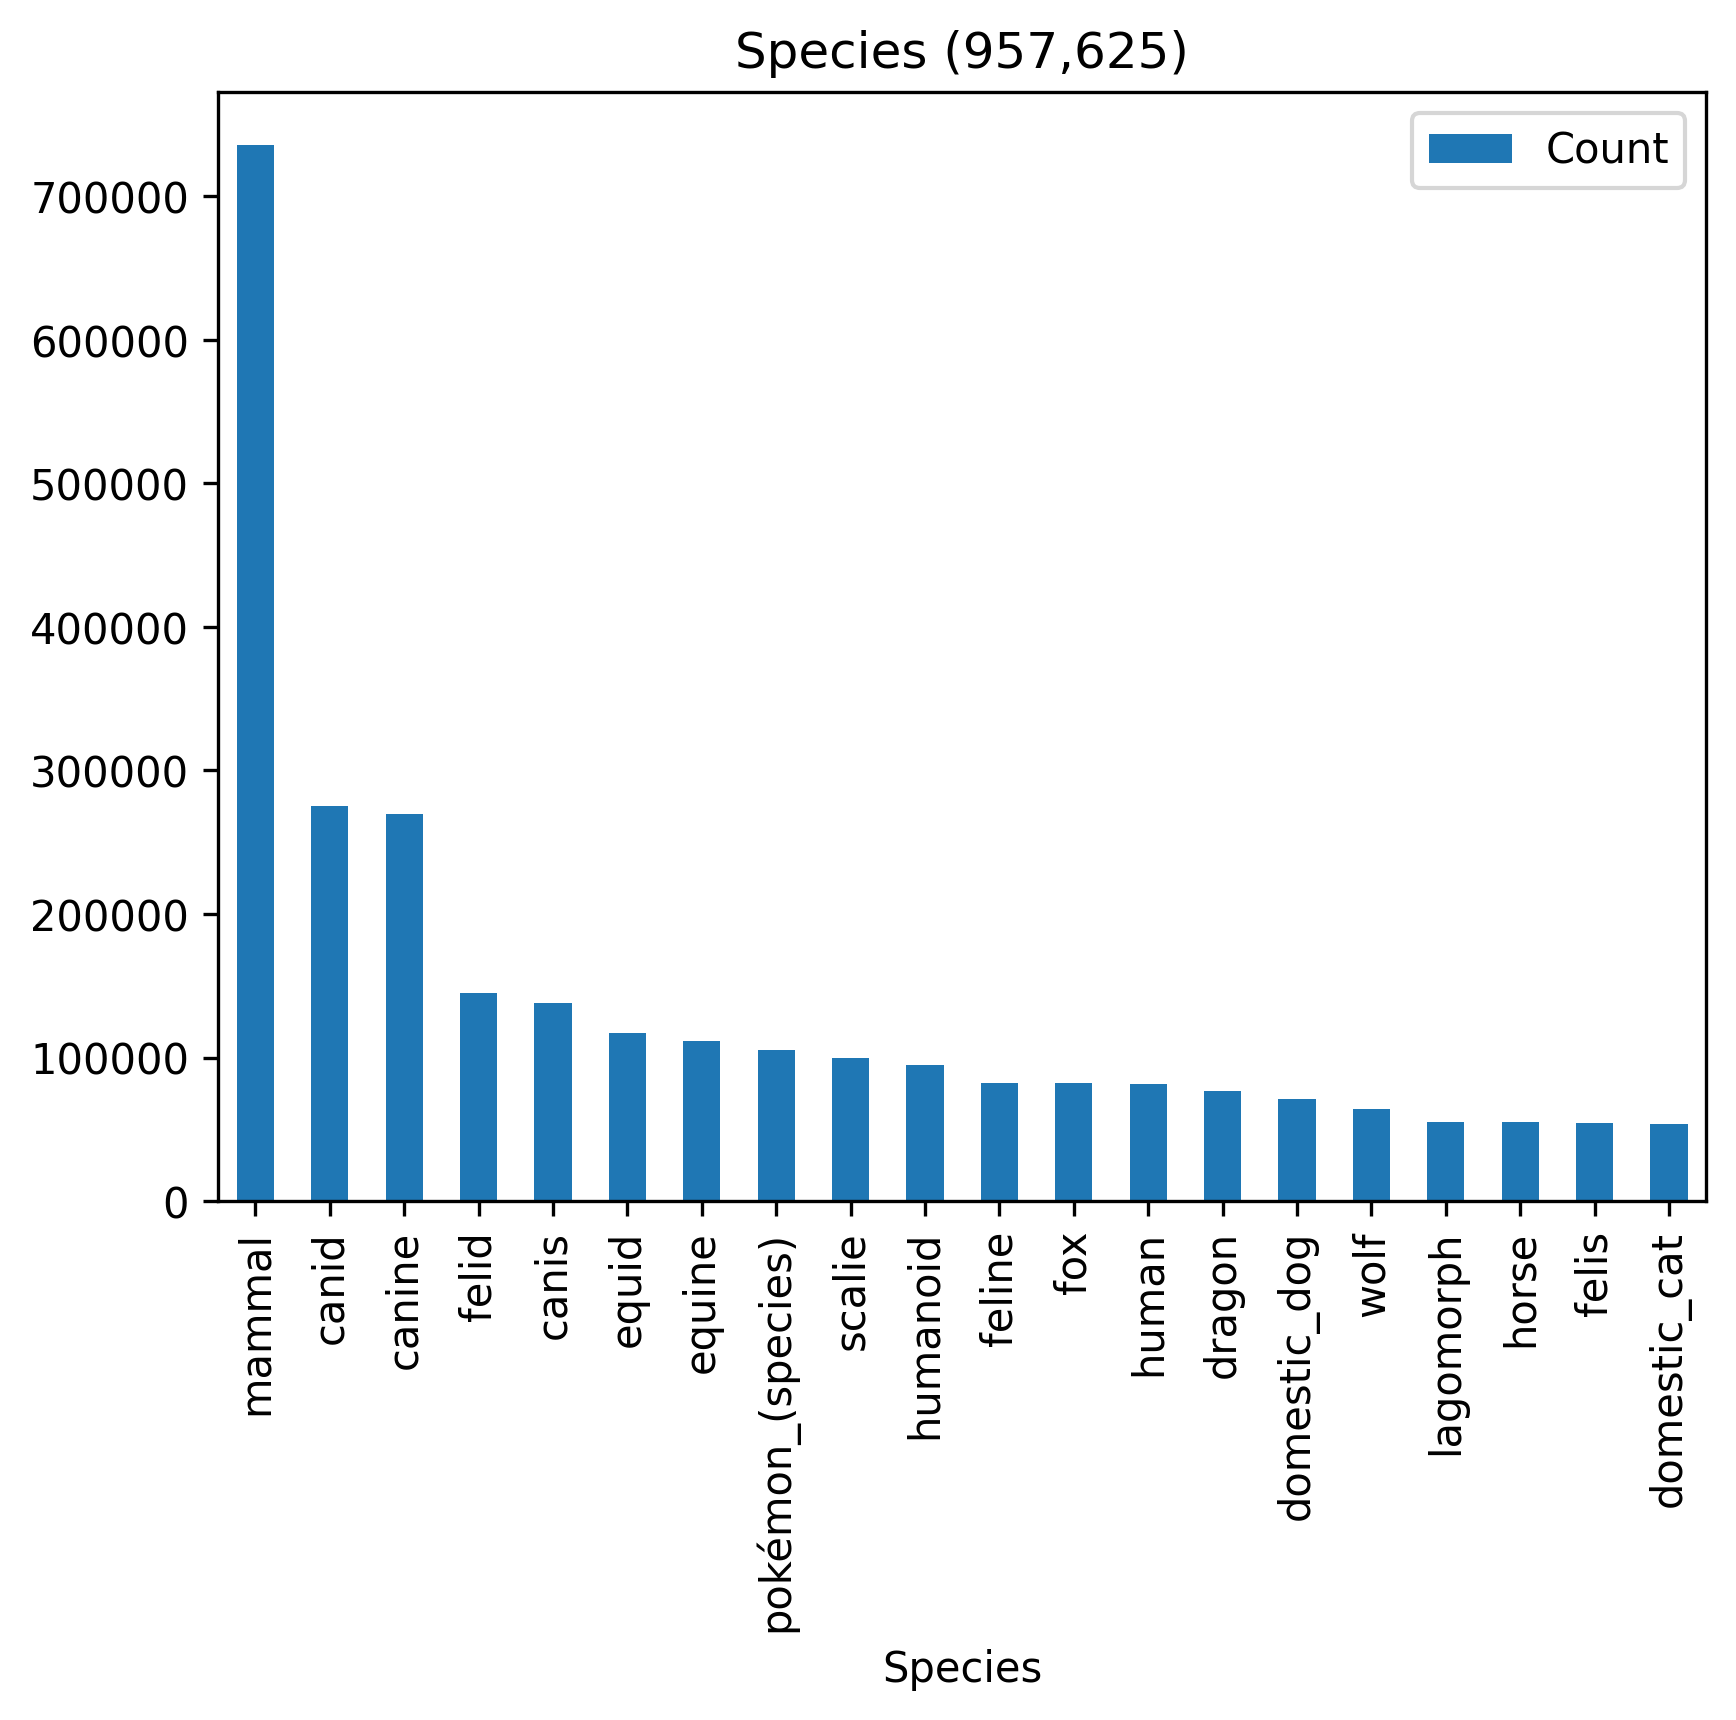 Species (957,625)
Count
700000
600000
500000
400000
300000
200000
100000
0
mammal
canid
canine
felid
canis
equid
equine
pokémon_(species)
scalie
humanoid
feline
fox
human
dragon
domestic_dog
wolf
lagomorph
horse
felis
domestic_cat
Species